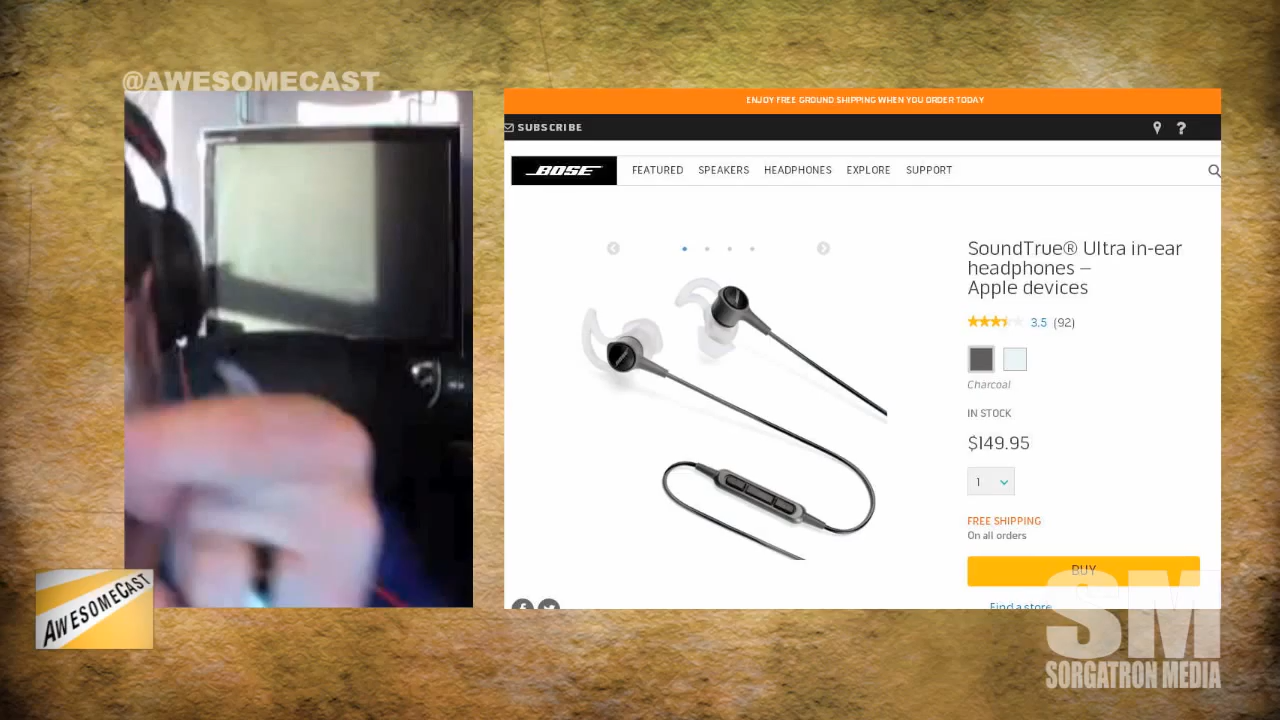 @AWESOMECAST
ENJOY FREE GROUND SHIPPING WHEN YOU ORDER TODAY
SUBSCRIBE
?
BOSE
FEATURED SPEAKERS HEADPHONES EXPLORE SUPPORT
SoundTrue® Ultra in-ear
headphones –
Apple devices
3.5 (92)
Charcoal
IN STOCK
$149.95
1
FREE SHIPPING
On all orders
BUY
Find a store
AWESOMECAST
SM
SORGATRON MEDIA